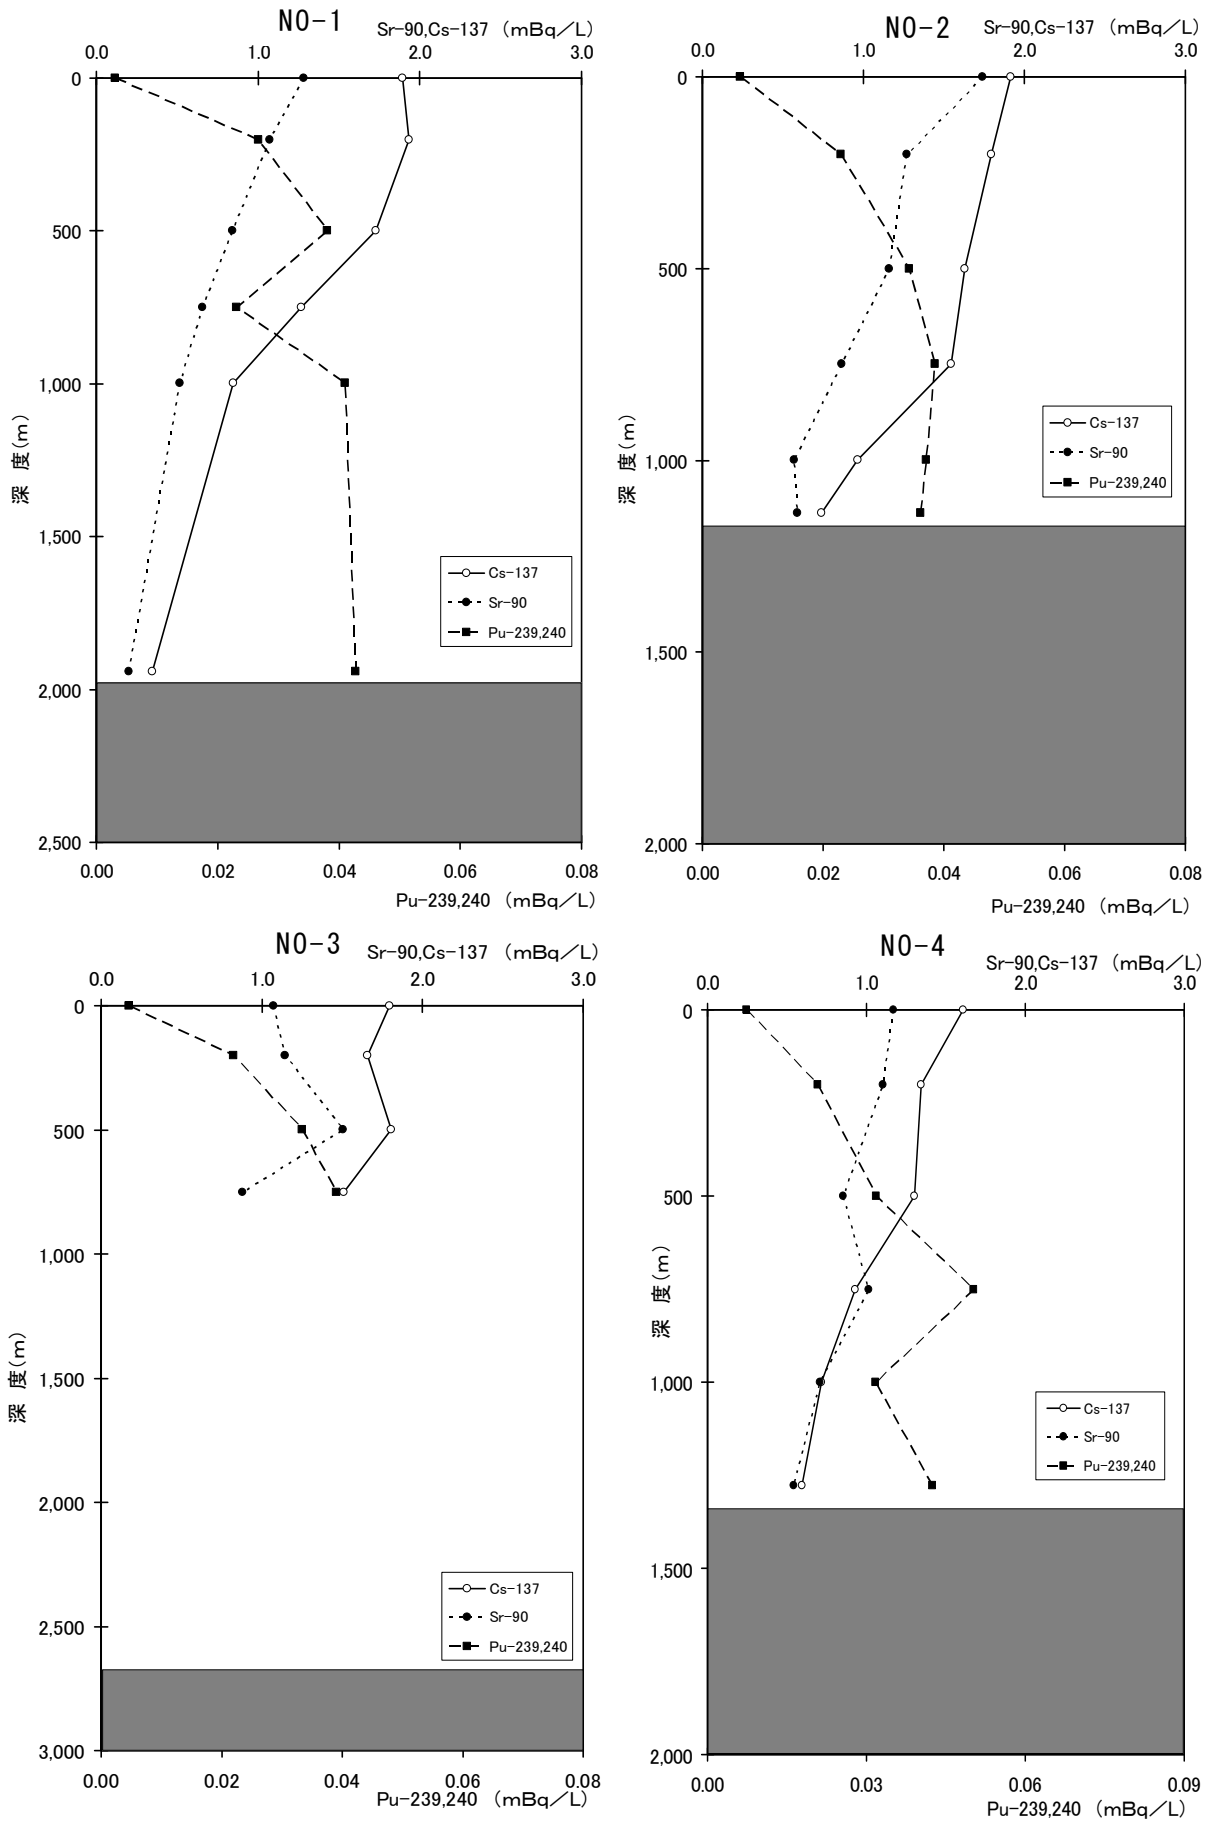 NO-1
Sr-90,Cs-137 (mBq/L)
0.0 1.0 2.0 3.0
0
500
1,000
1,500
2,000
2,500
深 度(m)
Cs-137
Sr-90
Pu-239,240
0.00 0.02 0.04 0.06 0.08
Pu-239,240 (mBq/L)
NO-2
Sr-90,Cs-137 (mBq/L)
0.0 1.0 2.0 3.0
0
500
1,000
1,500
2,000
深 度(m)
Cs-137
Sr-90
Pu-239,240
0.00 0.02 0.04 0.06 0.08
Pu-239,240 (mBq/L)
NO-3
Sr-90,Cs-137 (mBq/L)
0.0 1.0 2.0 3.0
0
500
1,000
1,500
2,000
2,500
3,000
深 度(m)
Cs-137
Sr-90
Pu-239,240
0.00 0.02 0.04 0.06 0.08
Pu-239,240 (mBq/L)
NO-4
Sr-90,Cs-137 (mBq/L)
0.0 1.0 2.0 3.0
0
500
1,000
1,500
2,000
深 度(m)
Cs-137
Sr-90
Pu-239,240
0.00 0.03 0.06 0.09
Pu-239,240 (mBq/L)